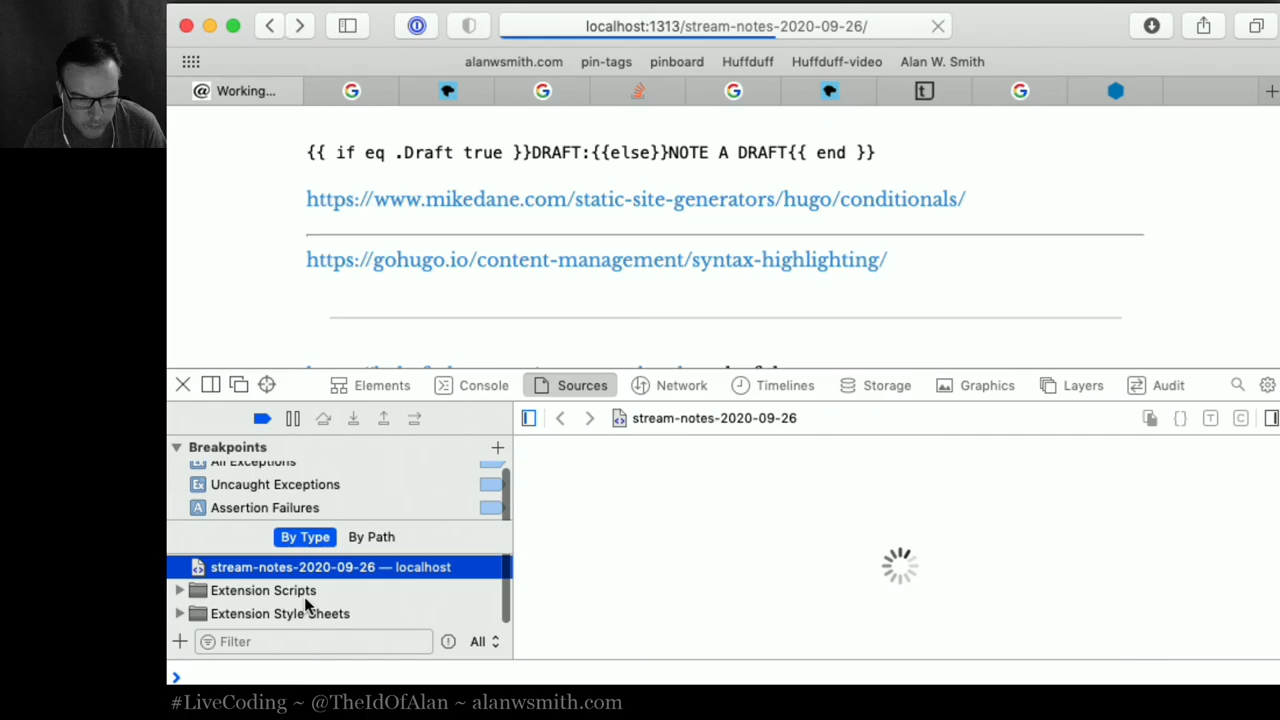 localhost:1313/stream-notes-2020-09-26/
alanwsmith.com pin-tags pinboard Huffduff Huffduff-video Alan W. Smith
@ Working...
{{ if eq .Draft true }}DRAFT:{{else}}NOTE A DRAFT{{ end }}
https://www.mikedane.com/static-site-generators/hugo/conditionals/
https://gohugo.io/content-management/syntax-highlighting/
Elements Console Sources Network Timelines Storage Graphics Layers Audit
stream-notes-2020-09-26
Breakpoints
All Exceptions
Uncaught Exceptions
Assertion Failures
By Type By Path
stream-notes-2020-09-26 — localhost
Extension Scripts
Extension Style Sheets
Filter All
#LiveCoding ~ @TheIdOfAlan ~ alanwsmith.com